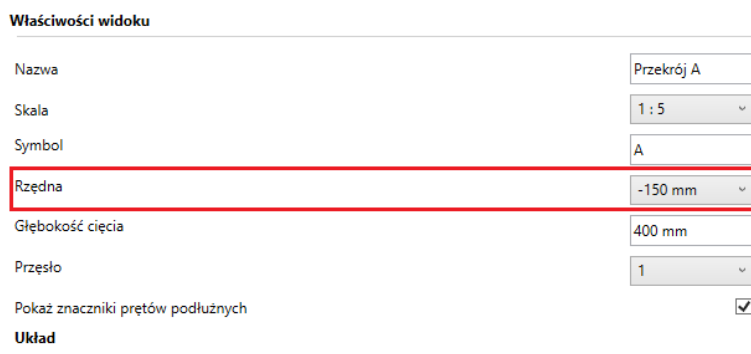 Właściwości widoku
Nazwa Przekrój A
Skala 1 : 5
Symbol A
Rzędna -150 mm
Głębokość cięcia 400 mm
Przęsło 1
Pokaż znaczniki prętów podłużnych
Układ